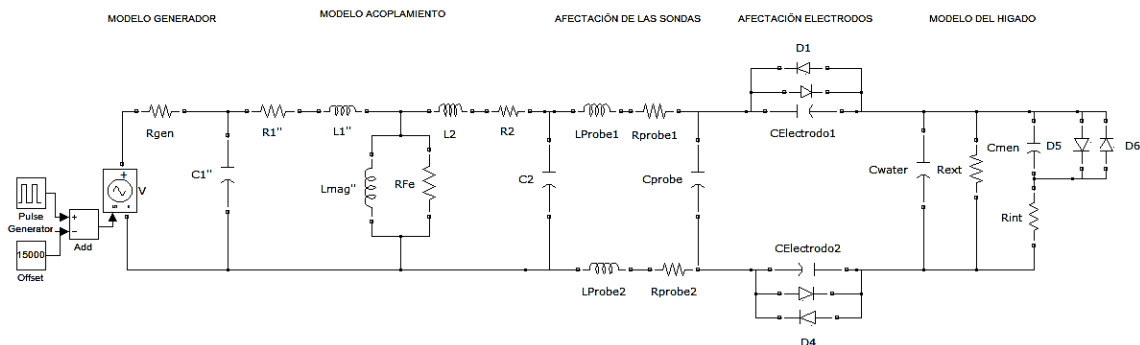 MODELO GENERADOR
MODELO ACOPLAMIENTO
AFECTACIÓN DE LAS SONDAS
AFECTACIÓN ELECTRODOS
MODELO DEL HIGADO
D1
Rgen
R1"
L1"
L2
R2
LProbe1
Rprobe1
CElectrodo1
C1"
Lmag"
RFe
C2
Cprobe
Cwater
Rext
Cmen
D5
D6
Rint
V
Pulse
Generator
Add
15000
Offset
CElectrodo2
LProbe2
Rprobe2
D4